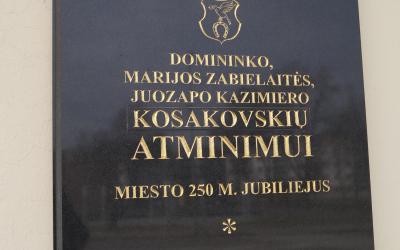 DOMININKO,
MARIJOS ZABIELAITĖS,
JUOZAPO KAZIMIERO
KOSAKOVSKIŲ
ATMINIMUI
MIESTO 250 M. JUBILIEJUS
*